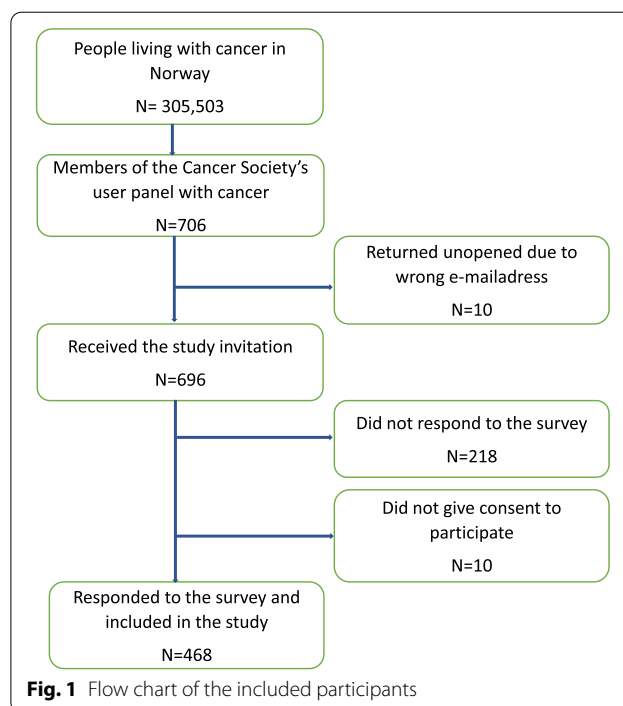 People living with cancer in
Norway
N= 305,503
Members of the Cancer Society's
user panel with cancer
N=706
Returned unopened due to
wrong e-mailadress
N=10
Received the study invitation
N=696
Did not respond to the survey
N=218
Did not give consent to
participate
N=10
Responded to the survey and
included in the study
N=468
Fig. 1 Flow chart of the included participants